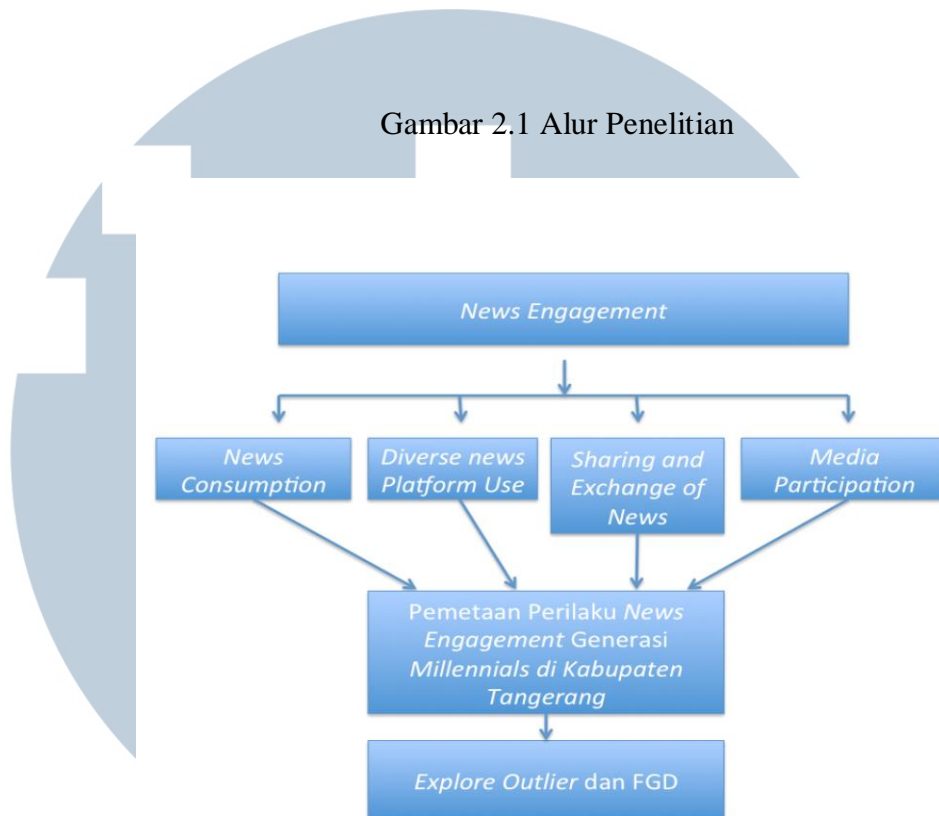 Gambar 2.1 Alur Penelitian
News Engagement
News
Consumption
Diverse news
Platform Use
Sharing and
Exchange of
News
Media
Participation
Pemetaan Perilaku News
Engagement Generasi
Millennials di Kabupaten
Tangerang
Explore Outlier dan FGD